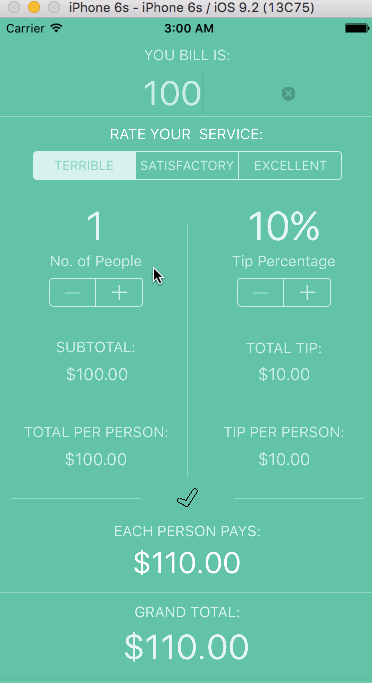 iPhone 6s - iPhone 6s / iOS 9.2 (13C75)
Carrier 3:00 AM
YOU BILL IS:
100
RATE YOUR SERVICE:
TERRIBLE SATISFACTORY EXCELLENT
1 10%
No. of People Tip Percentage
— + — +
SUBTOTAL: TOTAL TIP:
$100.00 $10.00
TOTAL PER PERSON: TIP PER PERSON:
$100.00 $10.00
EACH PERSON PAYS:
$110.00
GRAND TOTAL:
$110.00